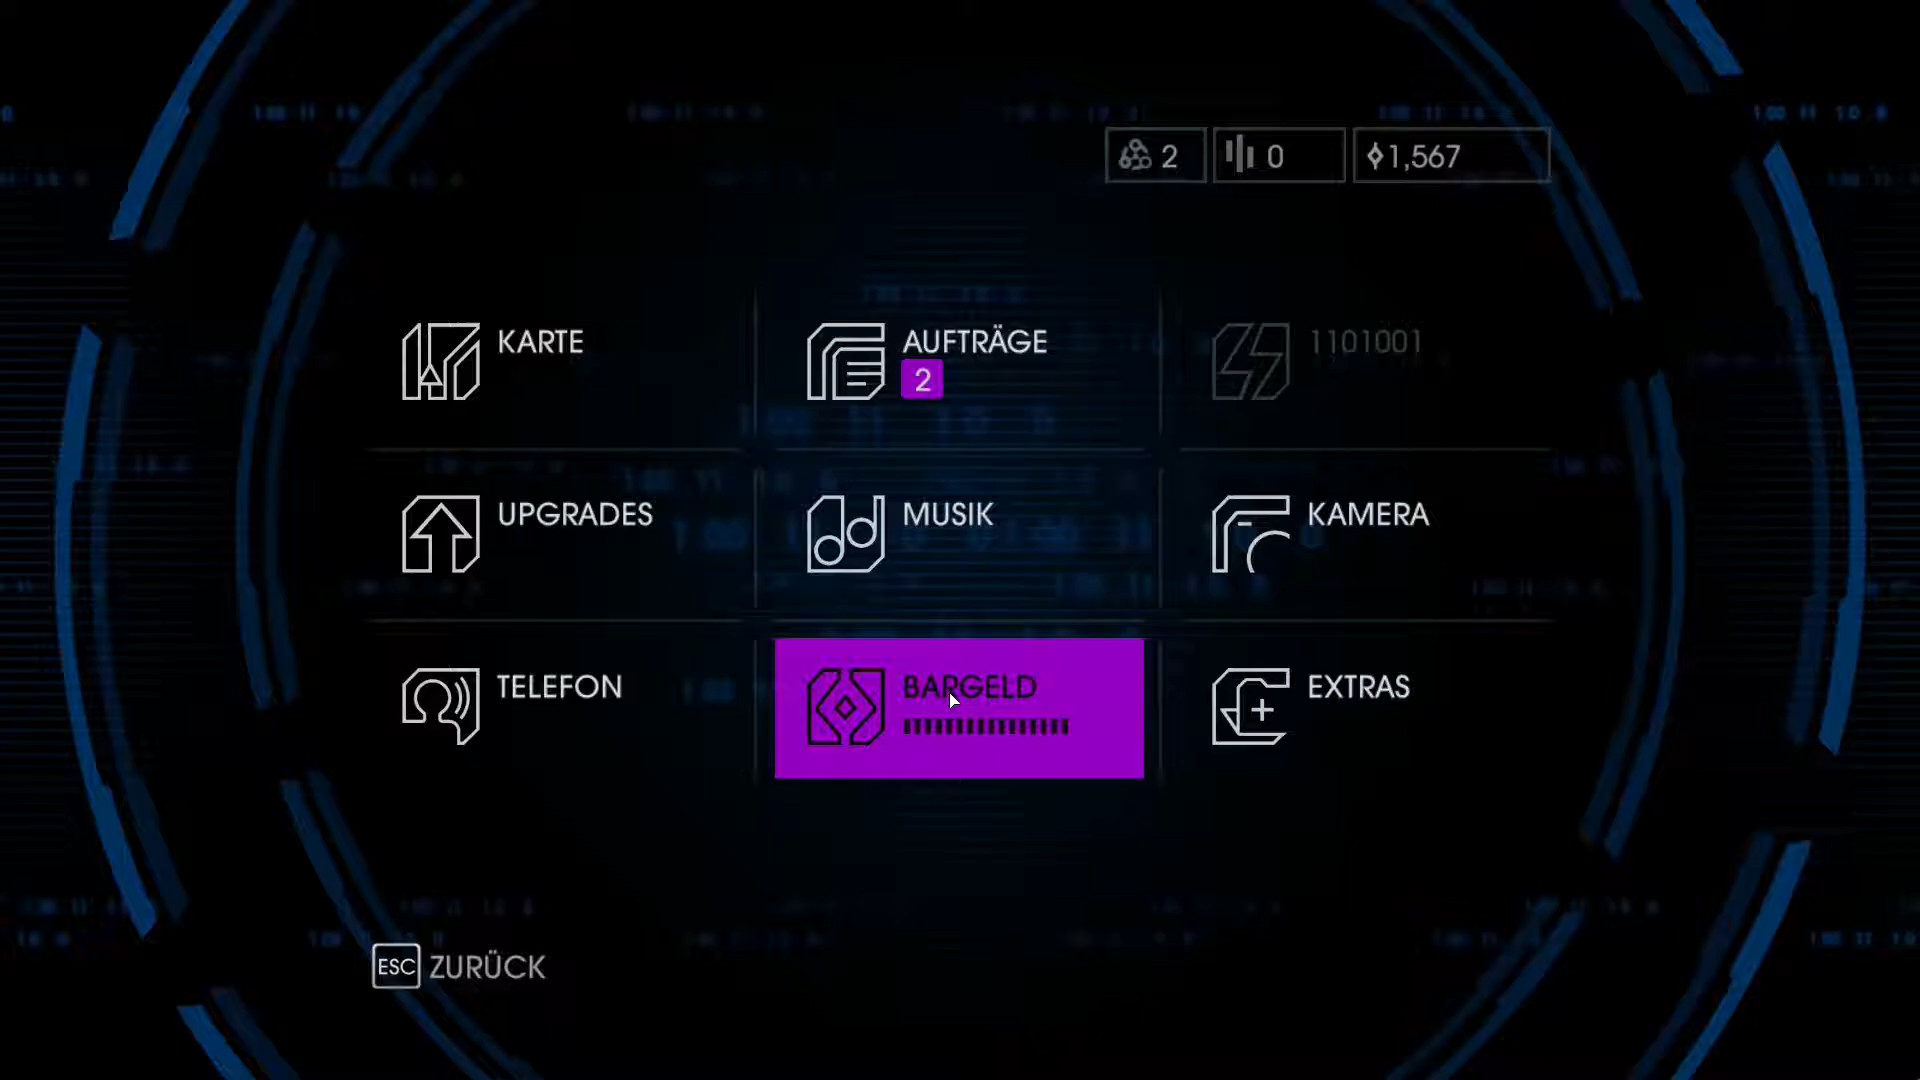 2
0
1,567
KARTE
AUFTRÄGE
2
1101001
UPGRADES
MUSIK
KAMERA
TELEFON
BARGELD
EXTRAS
ESC ZURÜCK